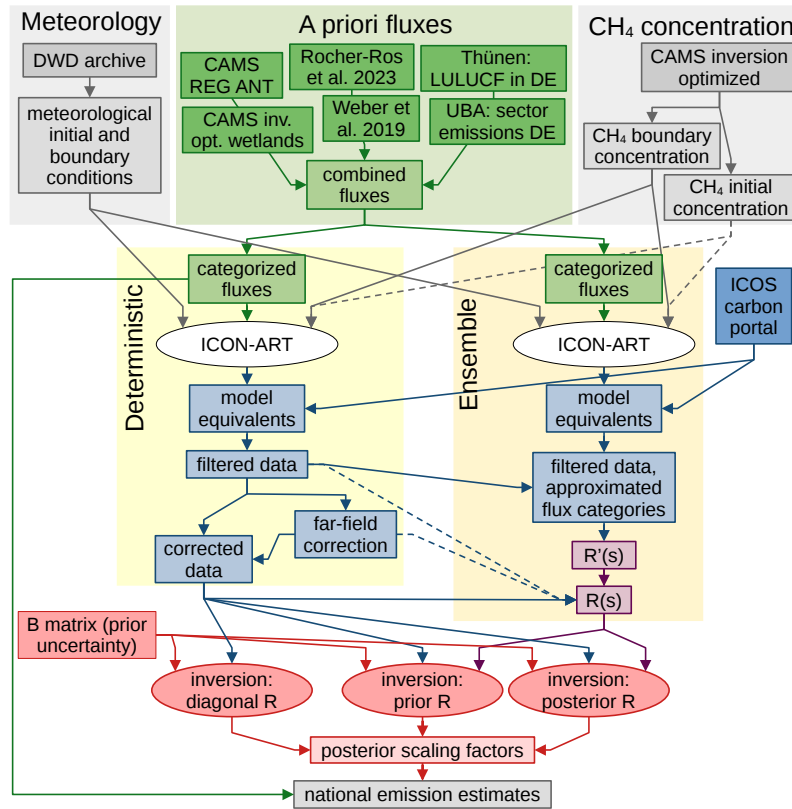 Meteorology
A priori fluxes
CH₄ concentration
DWD archive
meteorological
initial and
boundary
conditions
CAMS
REG ANT
Rocher-Ros
et al. 2023
Thünen:
LULUCF in DE
CAMS inv.
opt. wetlands
Weber
et al. 2019
UBA: sector
emissions DE
combined
fluxes
CAMS inversion
optimized
CH₄ boundary
concentration
CH₄ initial
concentration
Deterministic
categorized
fluxes
ICON-ART
model
equivalents
filtered data
far-field
correction
corrected
data
Ensemble
categorized
fluxes
ICON-ART
model
equivalents
filtered data,
approximated
flux categories
R’(s)
R(s)
ICOS
carbon
portal
B matrix (prior
uncertainty)
inversion:
diagonal R
inversion:
prior R
inversion:
posterior R
posterior scaling factors
national emission estimates